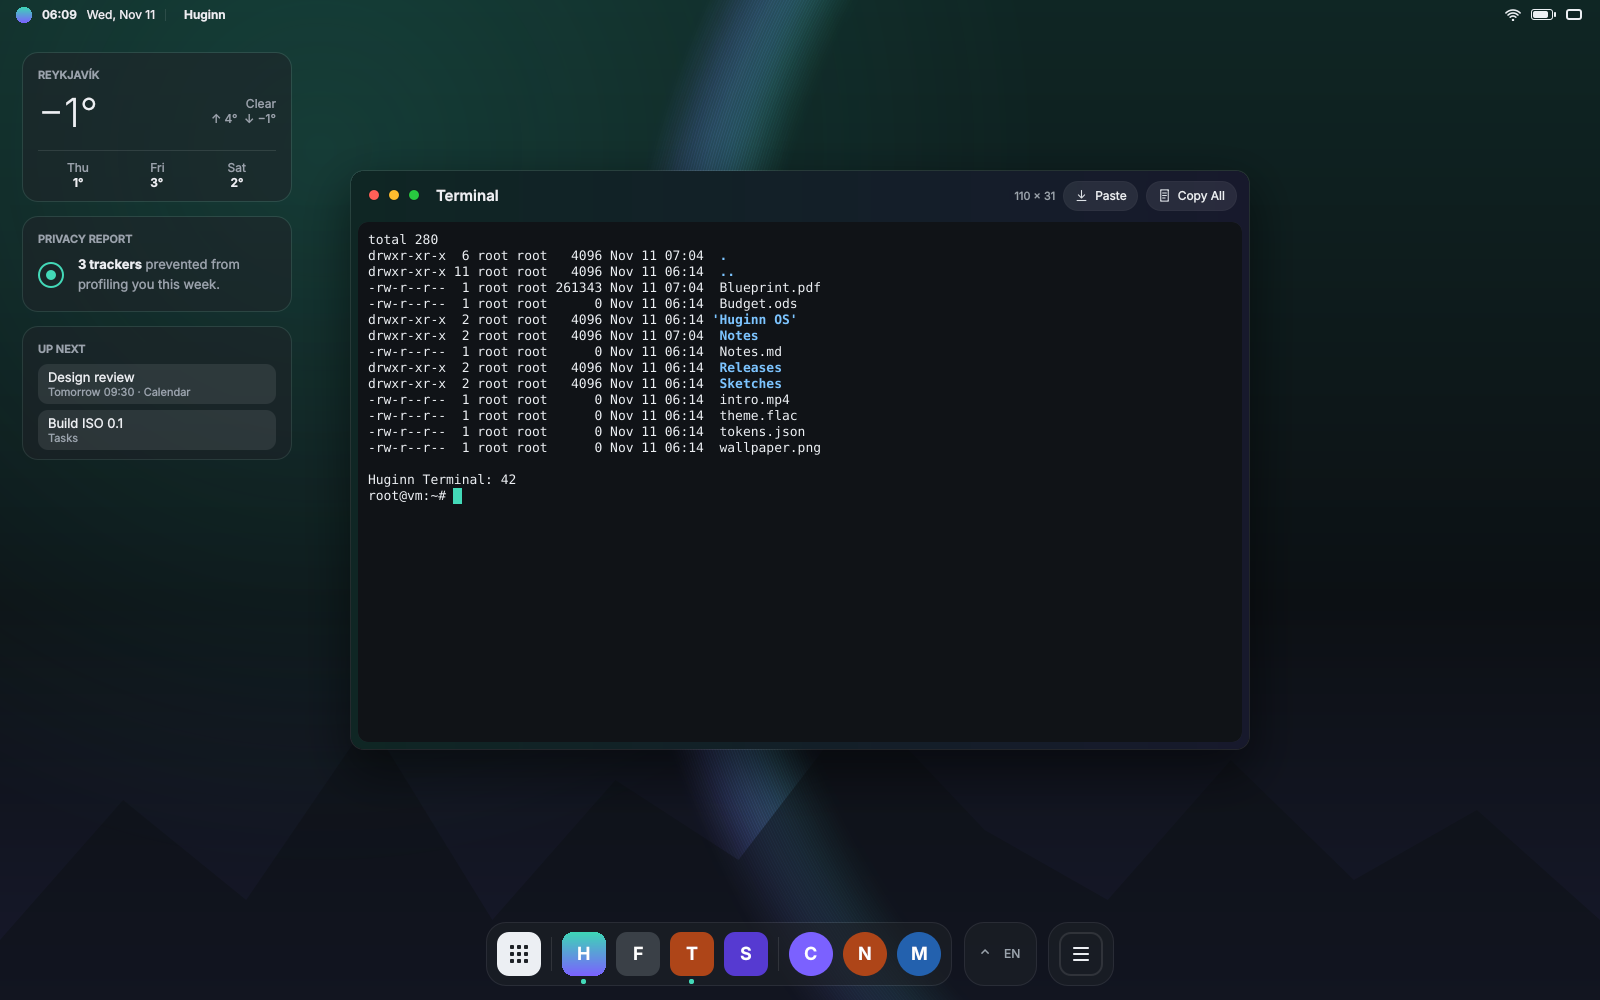 06:09 Wed, Nov 11 Huginn
REYKJAVÍK
−1°
Clear
↑ 4° ↓ −1°
Thu Fri Sat
1° 3° 2°
PRIVACY REPORT
3 trackers prevented from
profiling you this week.
UP NEXT
Design review
Tomorrow 09:30 · Calendar
Build ISO 0.1
Tasks
Terminal
110 × 31 Paste Copy All
total 280
drwxr-xr-x  6 root root   4096 Nov 11 07:04  .
drwxr-xr-x 11 root root   4096 Nov 11 06:14  ..
-rw-r--r--  1 root root 261343 Nov 11 07:04  Blueprint.pdf
-rw-r--r--  1 root root      0 Nov 11 06:14  Budget.ods
drwxr-xr-x  2 root root   4096 Nov 11 06:14 'Huginn OS'
drwxr-xr-x  2 root root   4096 Nov 11 07:04  Notes
-rw-r--r--  1 root root      0 Nov 11 06:14  Notes.md
drwxr-xr-x  2 root root   4096 Nov 11 06:14  Releases
drwxr-xr-x  2 root root   4096 Nov 11 06:14  Sketches
-rw-r--r--  1 root root      0 Nov 11 06:14  intro.mp4
-rw-r--r--  1 root root      0 Nov 11 06:14  theme.flac
-rw-r--r--  1 root root      0 Nov 11 06:14  tokens.json
-rw-r--r--  1 root root      0 Nov 11 06:14  wallpaper.png
Huginn Terminal: 42
root@vm:~#
H F T S C N M EN